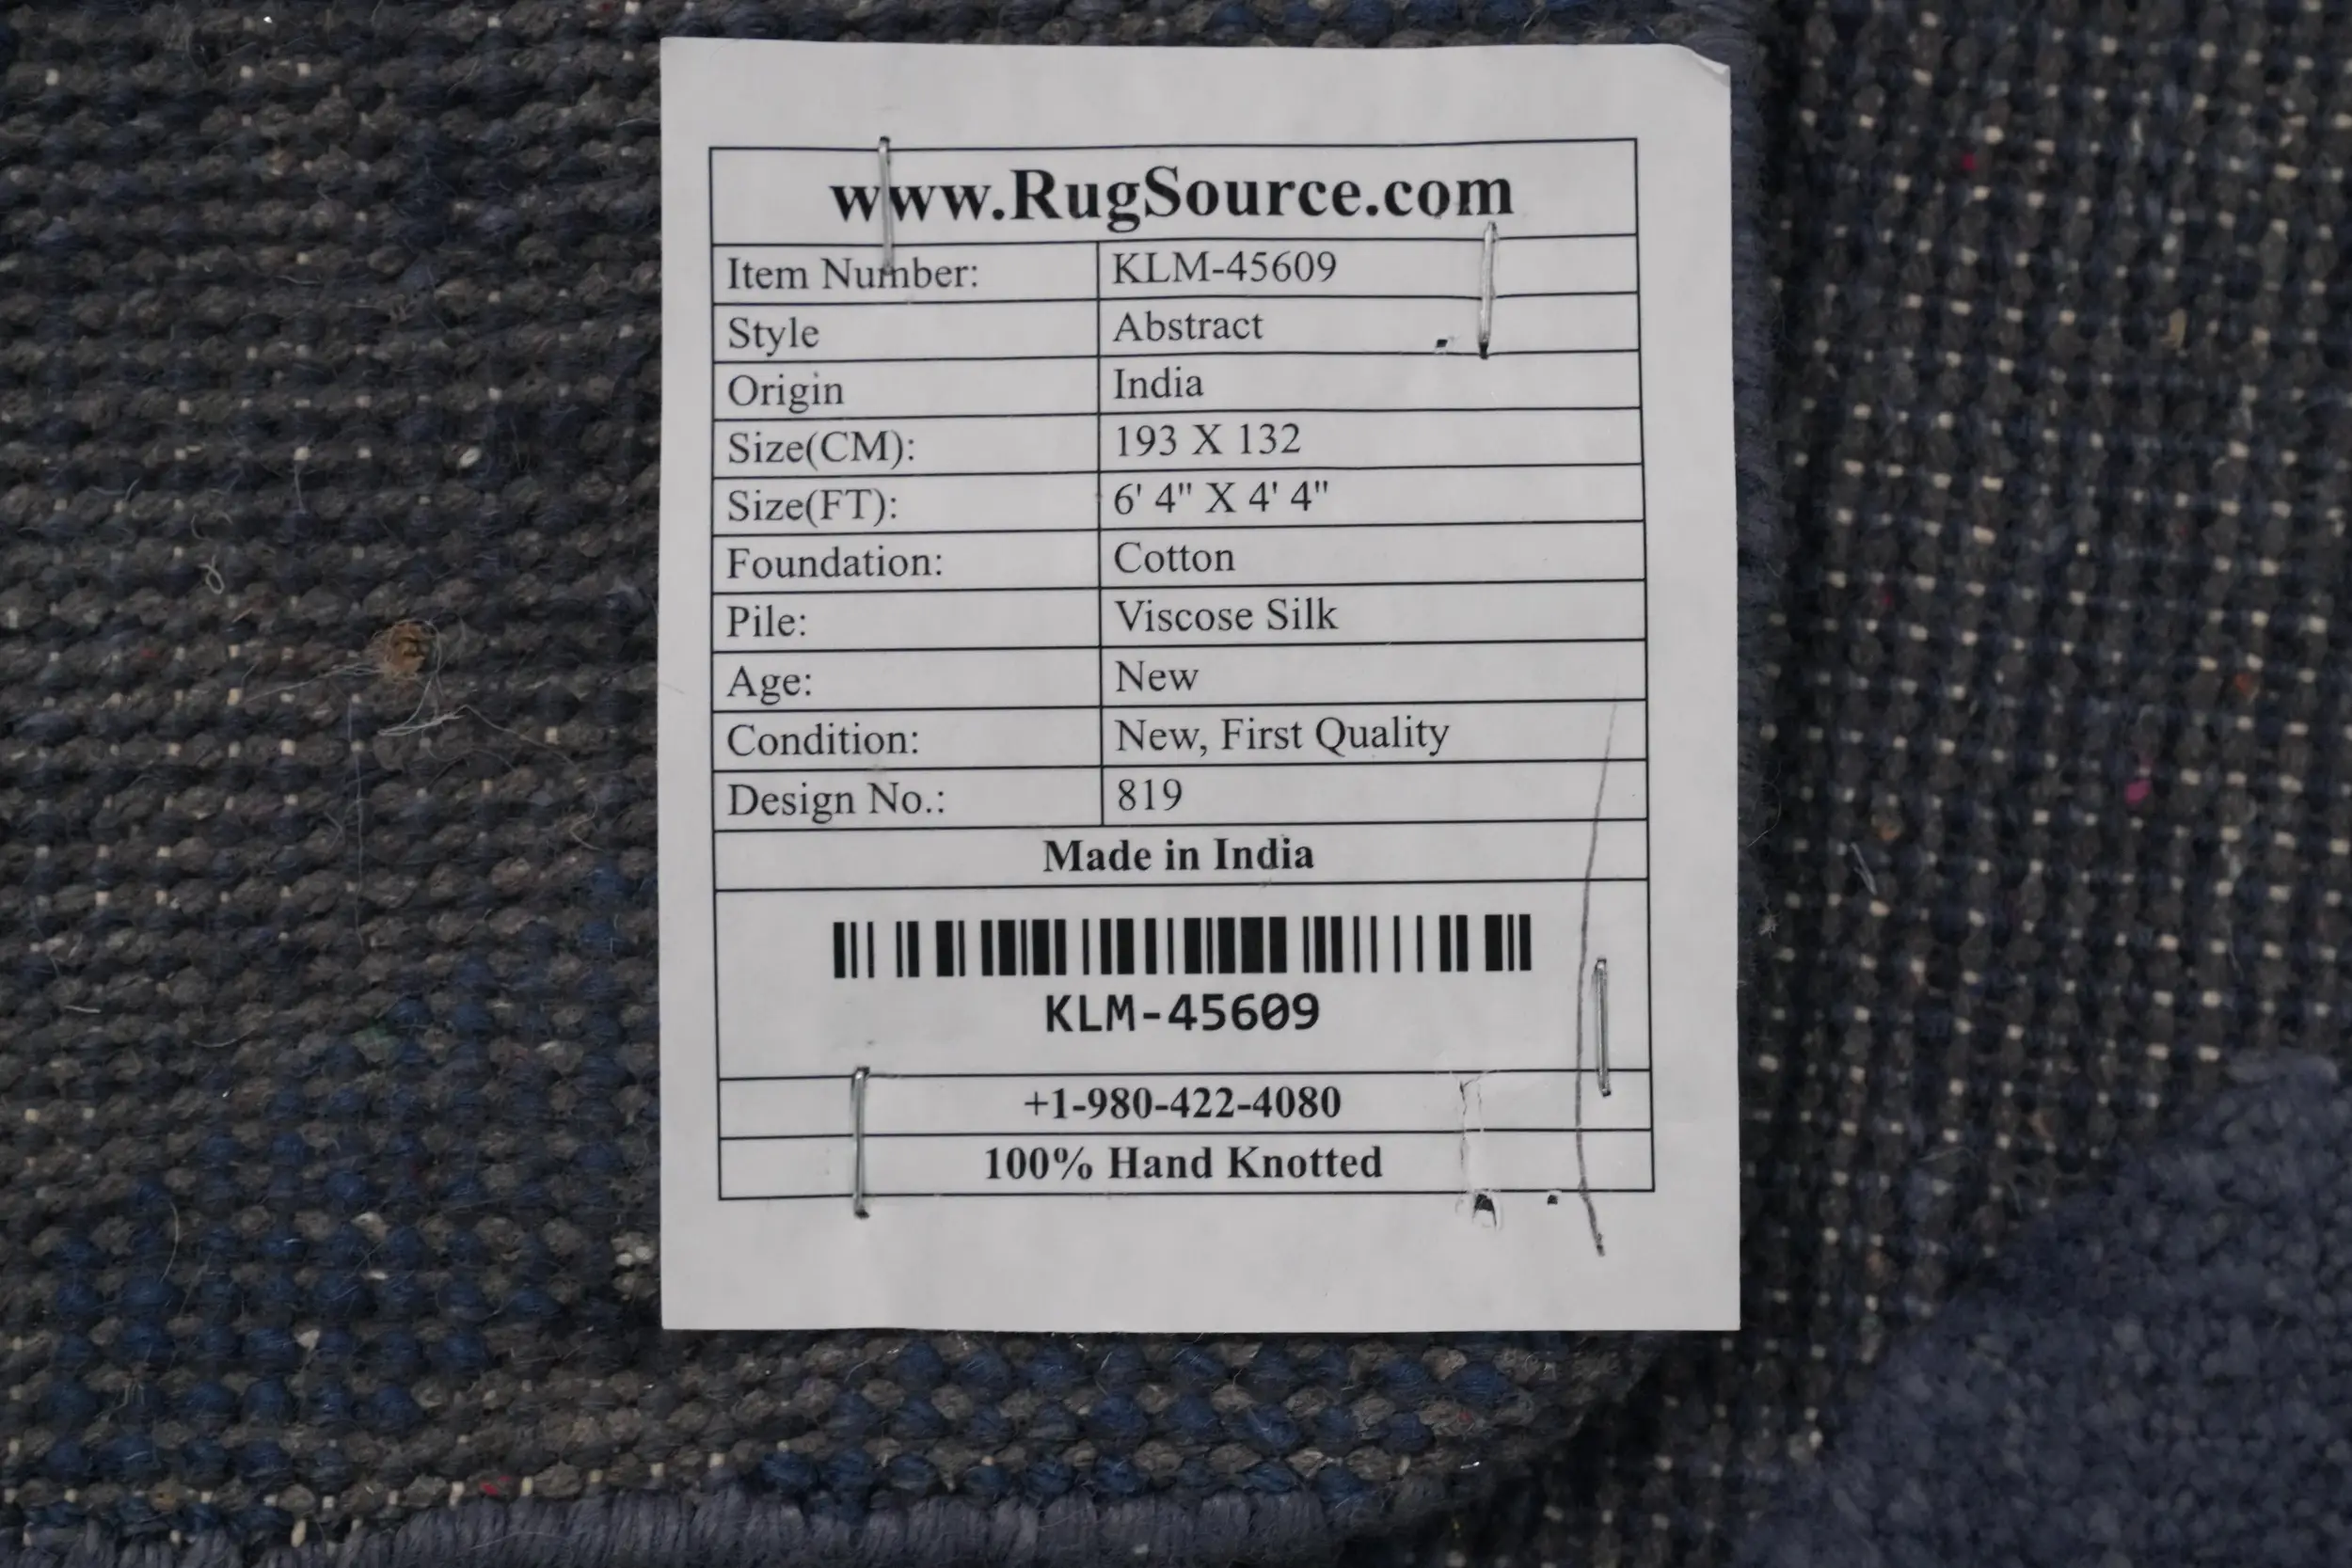 www.RugSource.com
Item Number: KLM-45609
Style Abstract
Origin India
Size(CM): 193 X 132
Size(FT): 6' 4" X 4' 4"
Foundation: Cotton
Pile: Viscose Silk
Age: New
Condition: New, First Quality
Design No.: 819
Made in India
KLM-45609
+1-980-422-4080
100% Hand Knotted